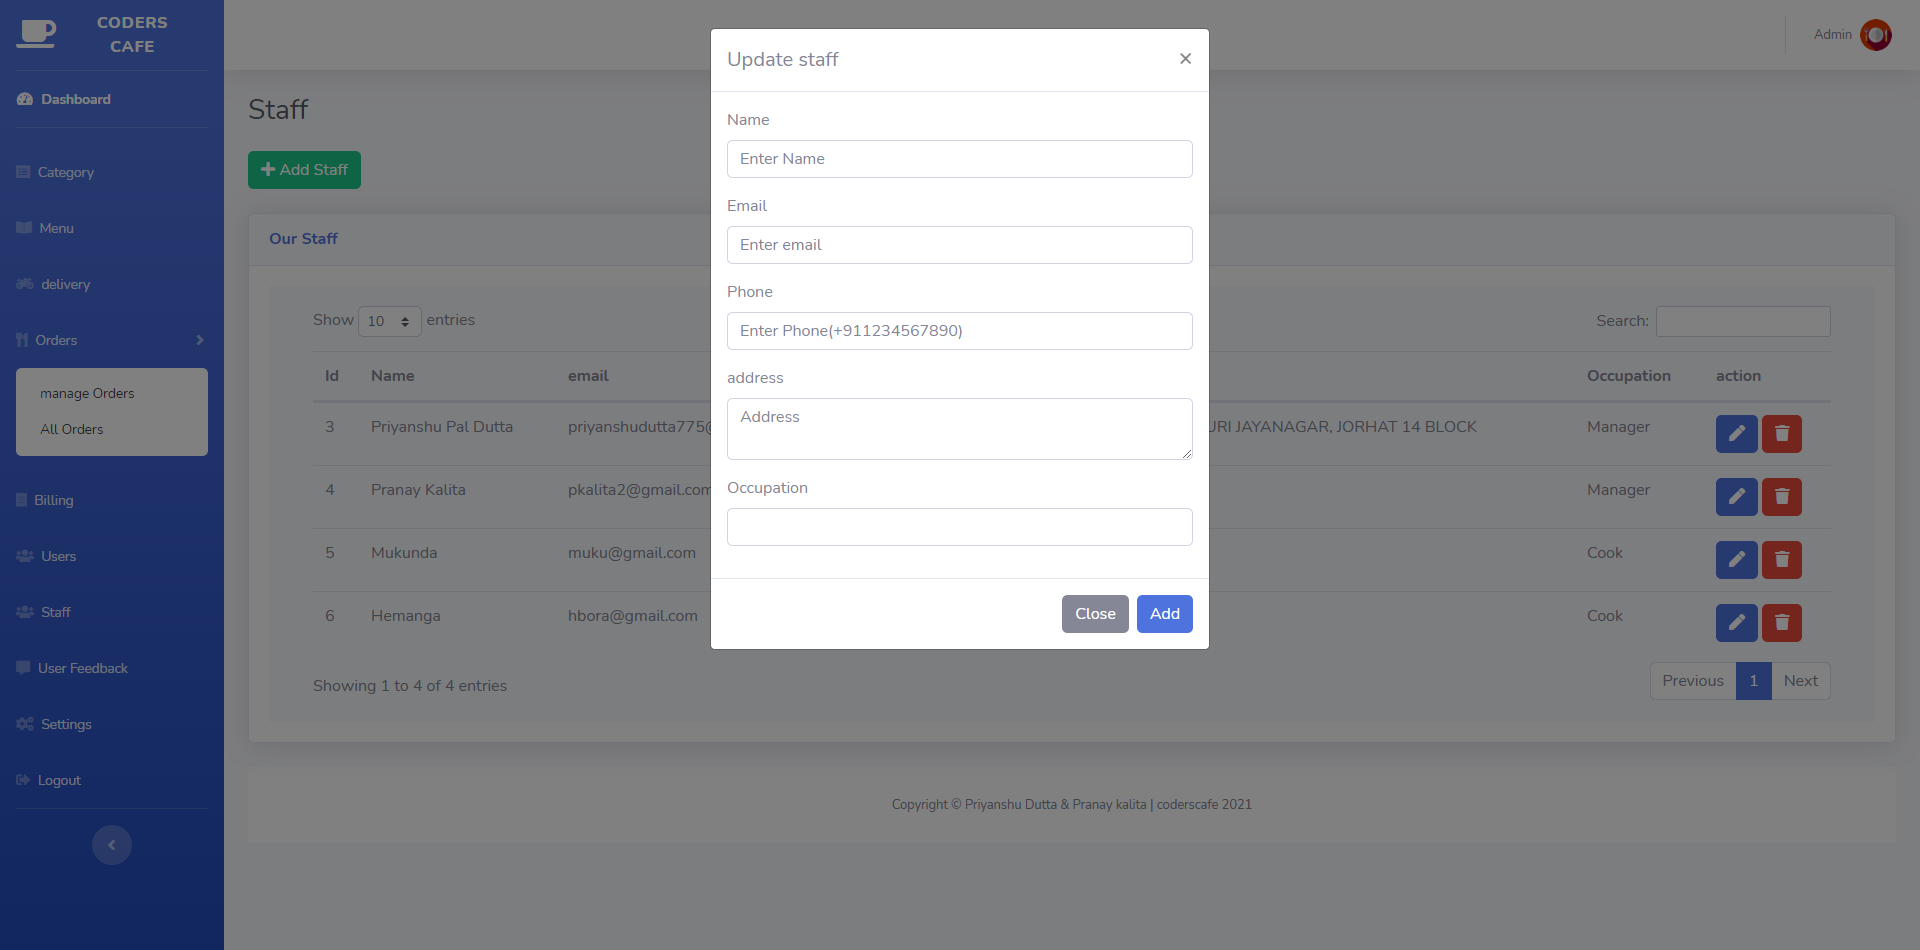 CODERS
CAFE
Dashboard
Category
Menu
delivery
Orders
manage Orders
All Orders
Billing
Users
Staff
User Feedback
Settings
Logout
Admin
Staff
Add Staff
Our Staff
Show 10 entries
Search:
Id Name email Occupation action
3 Priyanshu Pal Dutta priyanshudutta775@ JAYANAGAR, JORHAT 14 BLOCK Manager
4 Pranay Kalita pkalita2@gmail.com Manager
5 Mukunda muku@gmail.com Cook
6 Hemanga hbora@gmail.com Cook
Showing 1 to 4 of 4 entries
Previous 1 Next
Copyright © Priyanshu Dutta & Pranay kalita | coderscafe 2021
Update staff
×
Name
Enter Name
Email
Enter email
Phone
Enter Phone(+911234567890)
address
Address
Occupation
Close Add